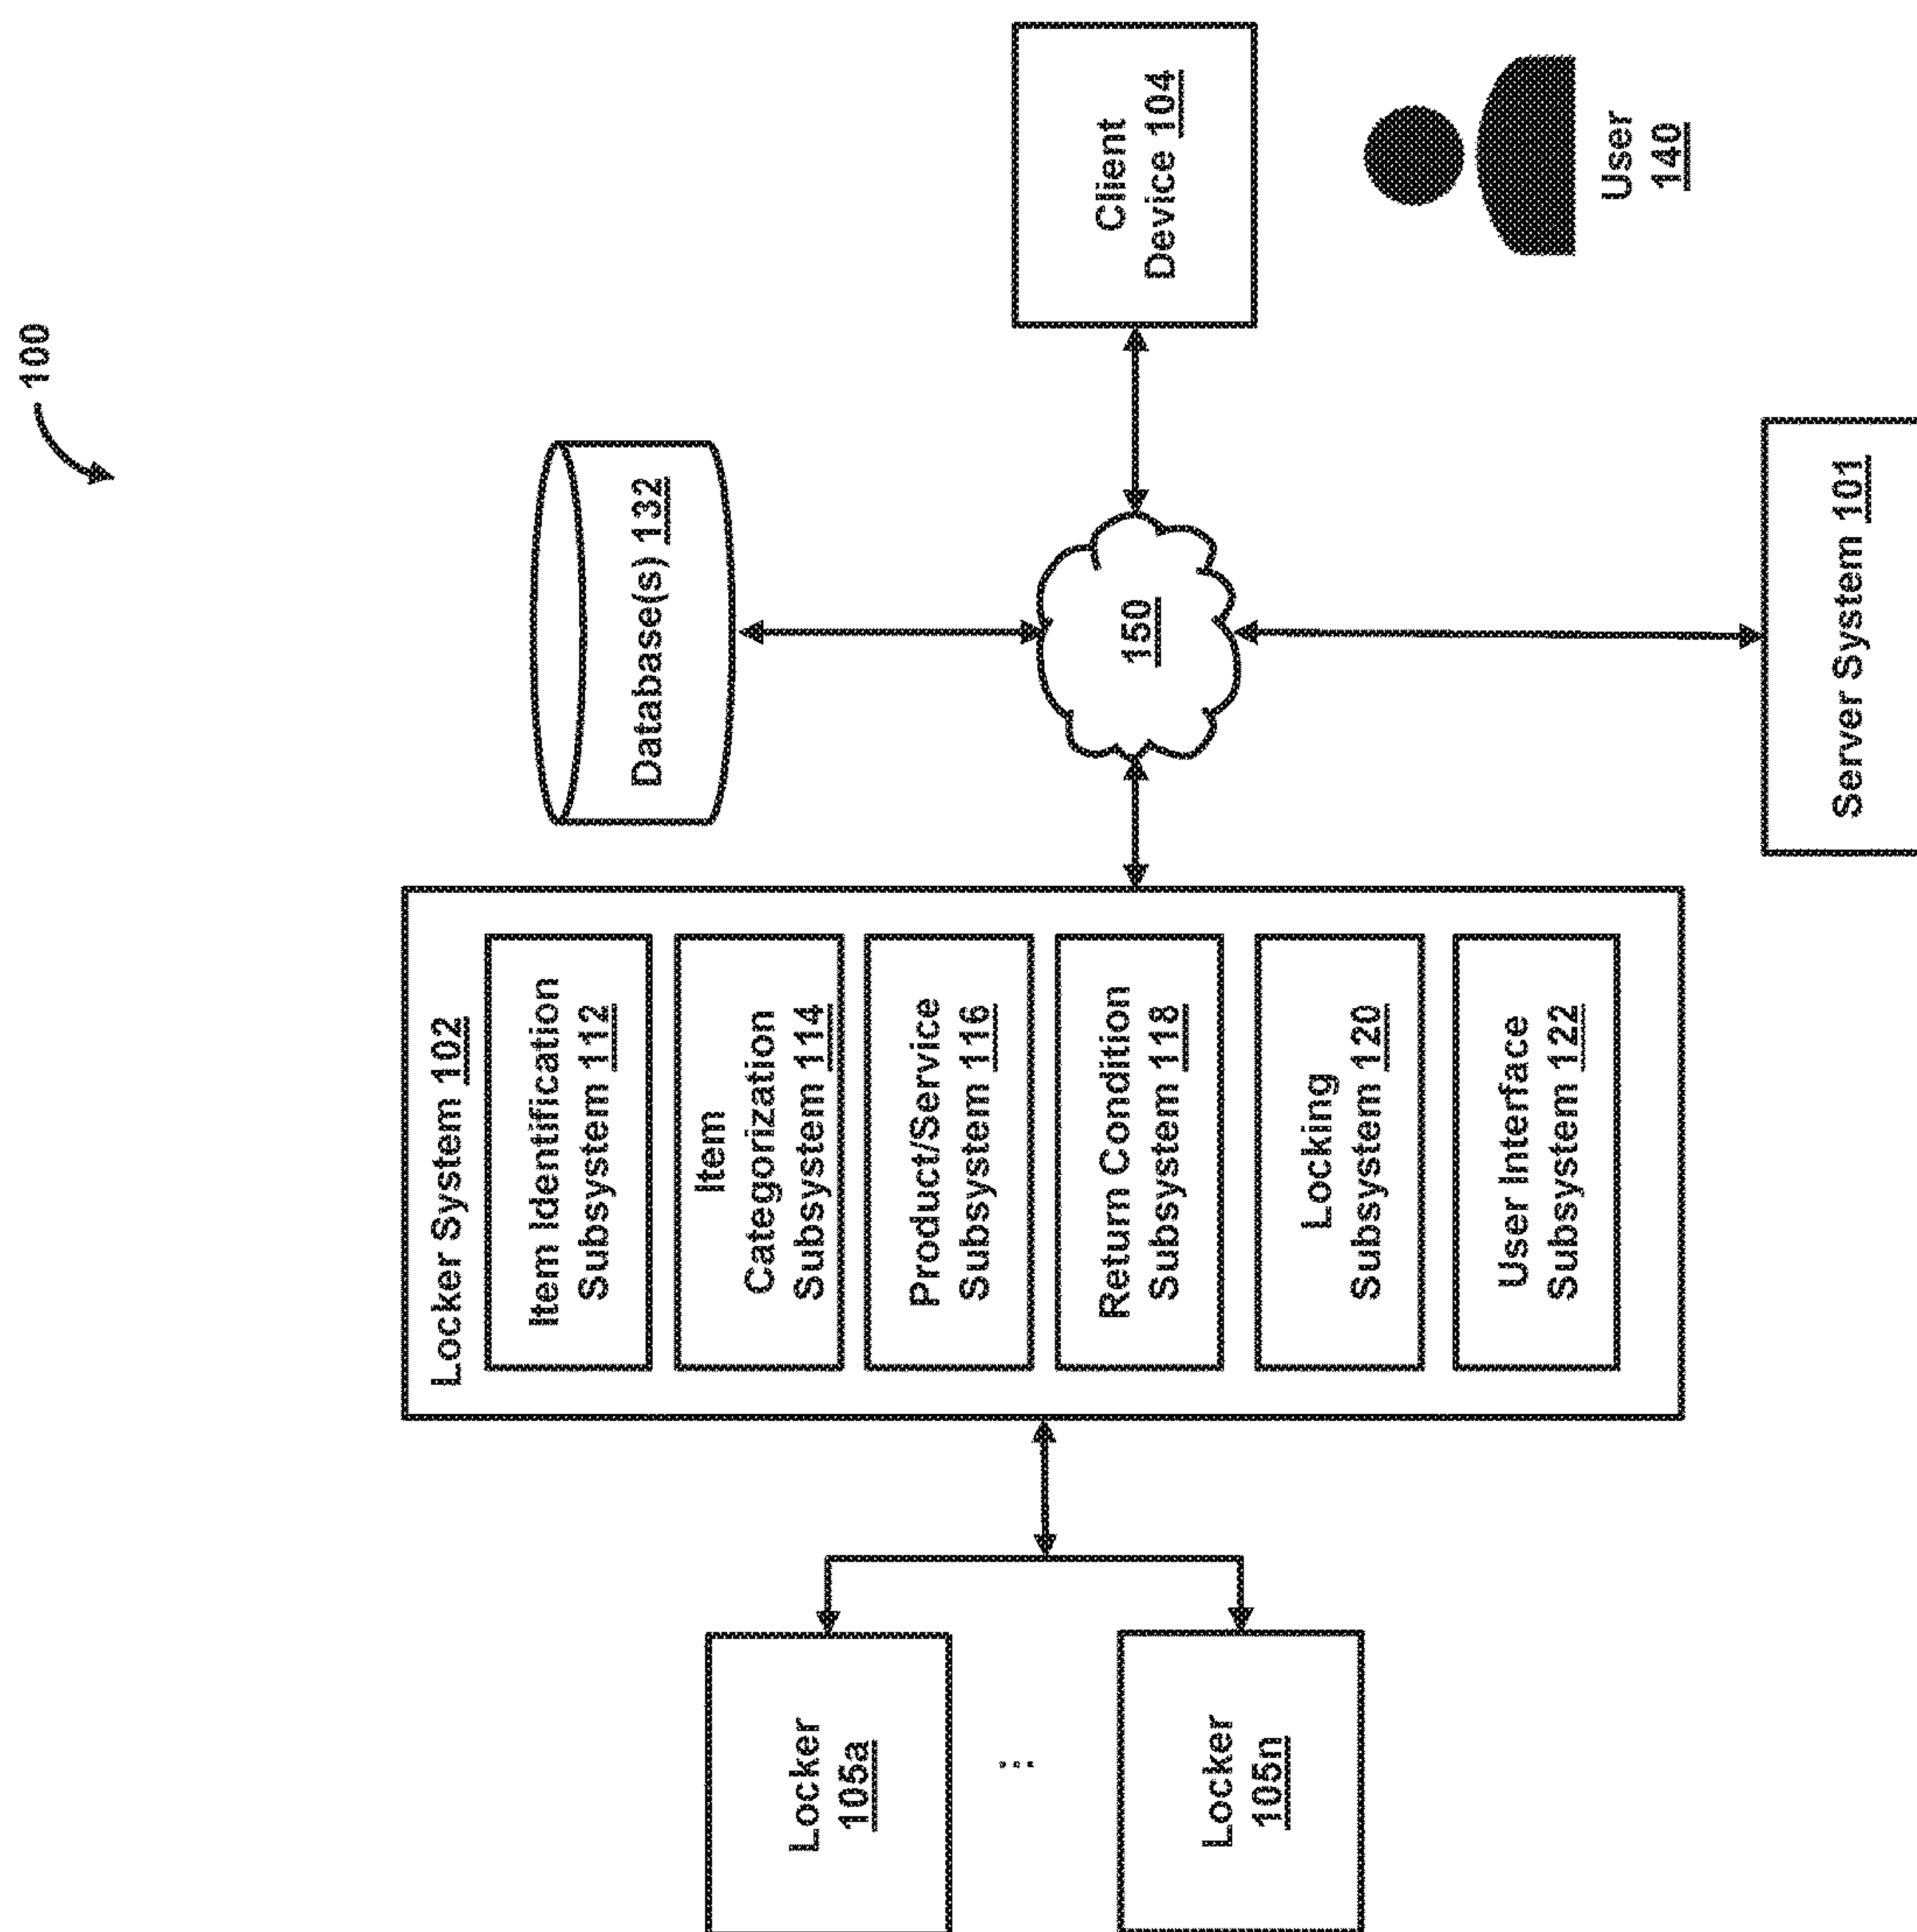 100
Locker
105a
...
Locker
105n
Locker System 102
Item Identification
Subsystem 112
Item
Categorization
Subsystem 114
Product/Service
Subsystem 116
Return Condition
Subsystem 118
Locking
Subsystem 120
User Interface
Subsystem 122
Database(s) 132
150
Server System 101
Client
Device 104
User
140